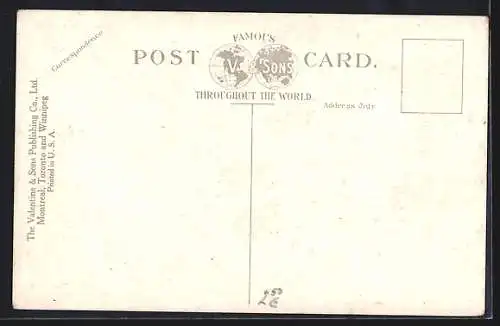 FAMOUS
POST CARD.
V. & SONS
THROUGHOUT THE WORLD
Correspondence
Address Only
The Valentine & Sons Publishing Co., Ltd.
Montreal, Toronto and Winnipeg
Printed in U. S. A.